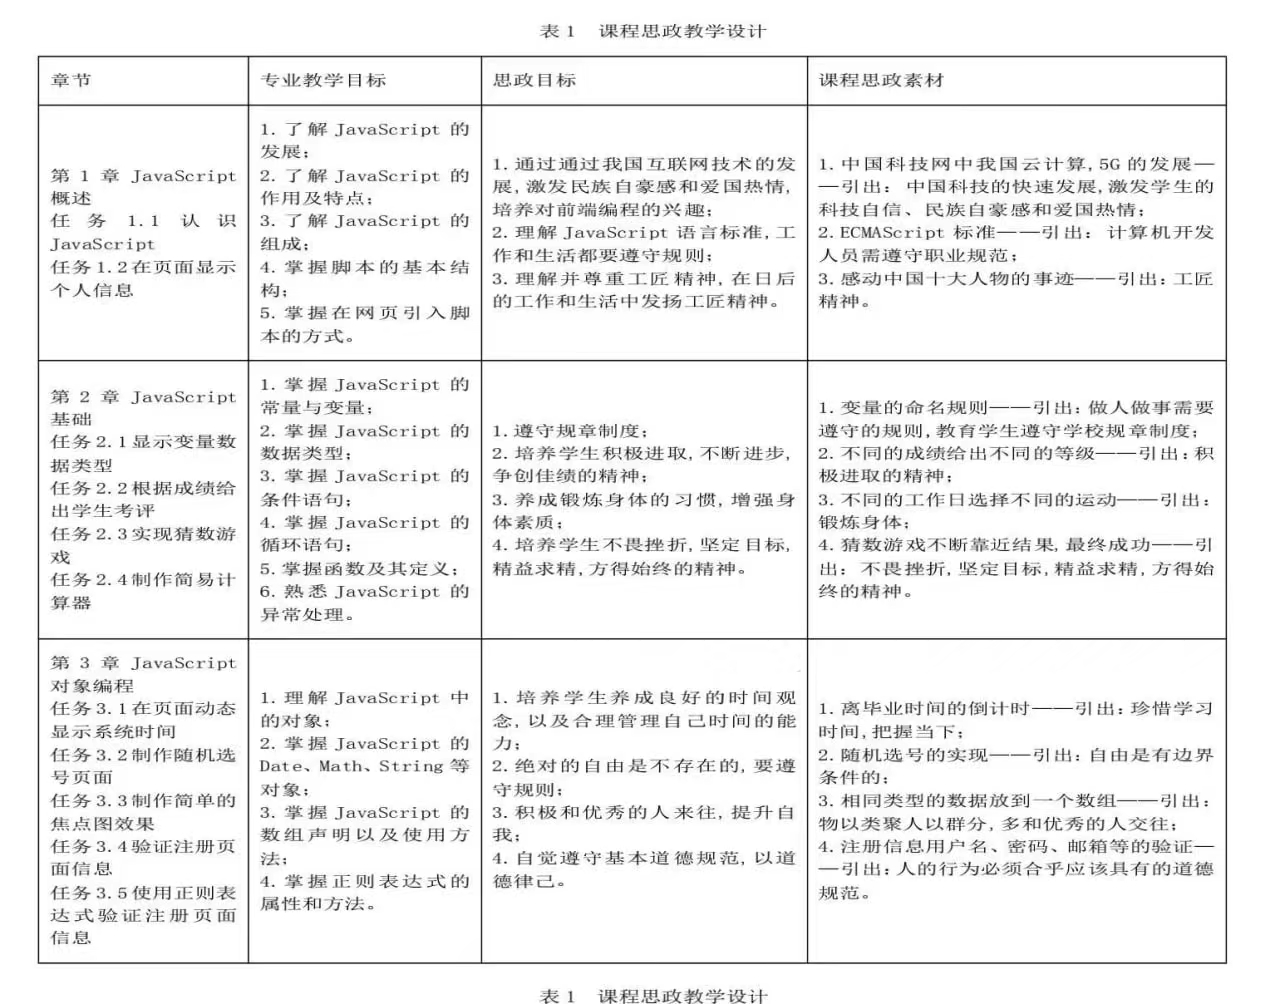 表 1 课程思政教学设计
章节
专业教学目标
思政目标
课程思政素材
第 1 章 JavaScript
概述
任务 1.1 认识
JavaScript
任务1.2在页面显示
个人信息
1. 了解 JavaScript 的
发展;
2. 了解 JavaScript 的
作用及特点;
3. 了解 JavaScript 的
组成;
4. 掌握脚本的基本结
构;
5. 掌握在网页引入脚
本的方式。
1. 通过通过我国互联网技术的发
展,激发民族自豪感和爱国热情,
培养对前端编程的兴趣;
2. 理解 JavaScript 语言标准,工
作和生活都要遵守规则;
3. 理解并尊重工匠精神,在日后
的工作和生活中发扬工匠精神。
1. 中国科技网中我国云计算,5G 的发展—
—引出: 中国科技的快速发展,激发学生的
科技自信、民族自豪感和爱国热情;
2.ECMAScript 标准——引出: 计算机开发
人员需遵守职业规范;
3. 感动中国十大人物的事迹——引出:工匠
精神。
第 2 章 JavaScript
基础
任务2.1显示变量数
据类型
任务2.2根据成绩给
出学生考评
任务2.3实现猜数游
戏
任务2.4制作简易计
算器
1. 掌握 JavaScript 的
常量与变量;
2. 掌握 JavaScript 的
数据类型;
3. 掌握 JavaScript 的
条件语句;
4. 掌握 JavaScript 的
循环语句;
5. 掌握函数及其定义;
6. 熟悉 JavaScript 的
异常处理。
1. 遵守规章制度;
2. 培养学生积极进取,不断进步,
争创佳绩的精神;
3. 养成锻炼身体的习惯,增强身
体素质;
4. 培养学生不畏挫折,坚定目标,
精益求精,方得始终的精神。
1. 变量的命名规则——引出:做人做事需要
遵守的规则,教育学生遵守学校规章制度;
2. 不同的成绩给出不同的等级——引出:积
极进取的精神;
3. 不同的工作日选择不同的运动——引出:
锻炼身体;
4. 猜数游戏不断靠近结果,最终成功——引
出: 不畏挫折,坚定目标,精益求精,方得始
终的精神。
第 3 章 JavaScript
对象编程
任务3.1在页面动态
显示系统时间
任务3.2制作随机选
号页面
任务3.3制作简单的
焦点图效果
任务3.4验证注册页
面信息
任务3.5使用正则表
达式验证注册页面
信息
1. 理解 JavaScript 中
的对象;
2. 掌握 JavaScript 的
Date、Math、String 等
对象;
3. 掌握 JavaScript 的
数组声明以及使用方
法;
4. 掌握正则表达式的
属性和方法。
1. 培养学生养成良好的时间观
念,以及合理管理自己时间的能
力;
2. 绝对的自由是不存在的,要遵
守规则;
3. 积极和优秀的人来往,提升自
我;
4. 自觉遵守基本道德规范,以道
德律己。
1. 离毕业时间的倒计时——引出:珍惜学习
时间,把握当下;
2. 随机选号的实现——引出:自由是有边界
条件的;
3. 相同类型的数据放到一个数组——引出:
物以类聚人以群分,多和优秀的人交往;
4. 注册信息用户名、密码、邮箱等的验证—
—引出:人的行为必须合乎应该具有的道德
规范。
表 1 课程思政教学设计